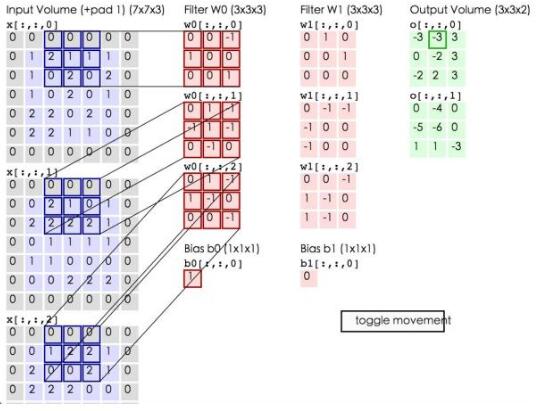 Input Volume (+pad 1) (7x7x3)
x[:,:,0]
0 0 0 0 0 0 0
0 1 2 1 1 1 0
0 1 0 2 0 2 0
0 0 2 0 1 0 0
0 2 2 0 2 0 0
0 2 2 1 1 0 0
0 0 0 0 0 0 0
x[:,:,1]
0 0 0 0 0 0 0
0 0 2 1 0 1 0
0 2 2 2 2 1 0
0 0 1 1 1 1 0
0 1 1 0 0 0 0
0 0 0 2 2 2 0
0 0 0 0 0 0 0
x[:,:,2]
0 0 0 0 0 0 0
0 0 1 2 2 1 0
0 2 0 0 2 1 0
0 2 2 2 0 0 0
Filter W0 (3x3x3)
w0[:,:,0]
0 0 -1
1 0 0
0 0 1
w0[:,:,1]
0 1 -1
-1 1 -1
0 -1 0
w0[:,:,2]
0 1 -1
1 -1 -1
0 0 -1
Bias b0 (1x1x1)
b0[:,:,0]
1
Filter W1 (3x3x3)
w1[:,:,0]
0 1 0
0 0 1
0 0 0
w1[:,:,1]
0 -1 -1
-1 0 0
-1 0 0
w1[:,:,2]
0 0 -1
1 -1 0
1 -1 0
Bias b1 (1x1x1)
b1[:,:,0]
0
Output Volume (3x3x2)
o[:,:,0]
-3 -3 3
0 -2 3
-2 2 3
o[:,:,1]
0 -4 0
-5 -6 0
1 1 -3
toggle movement